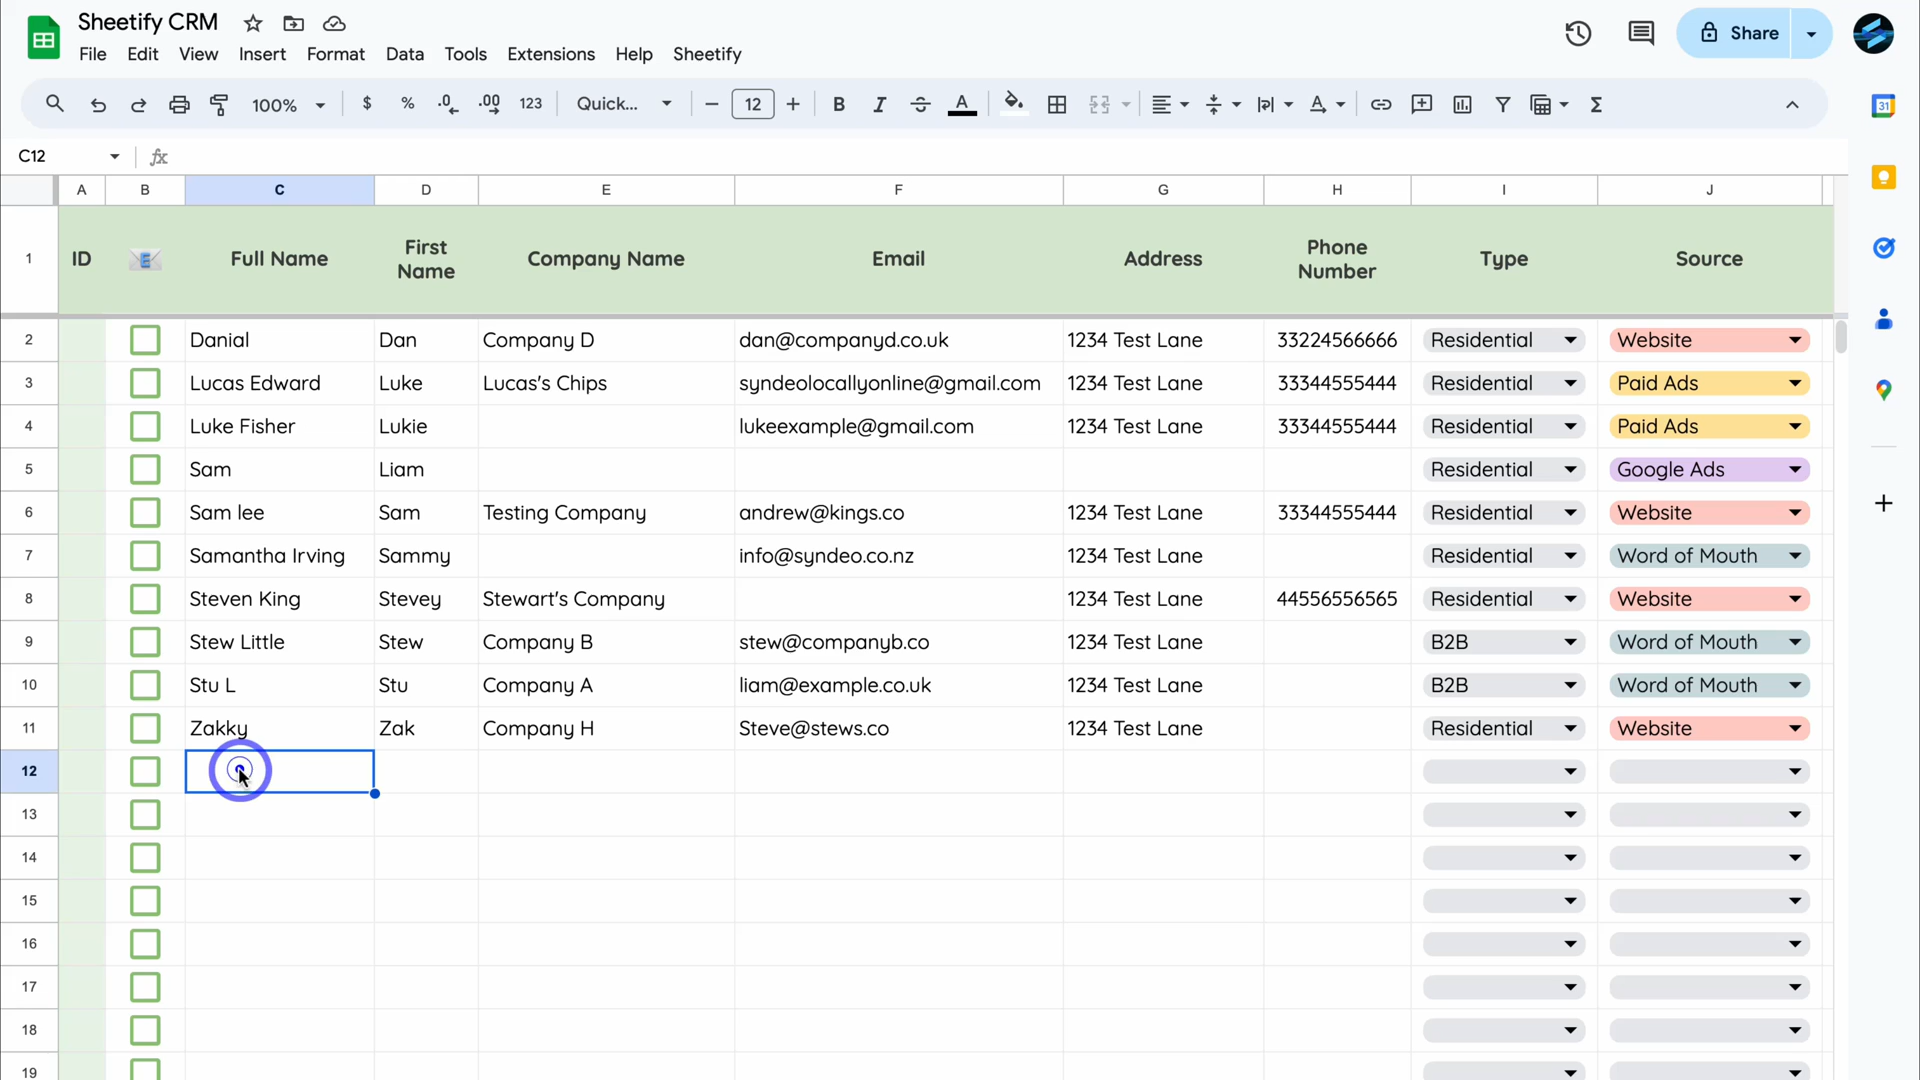 Sheetify CRM
File Edit View Insert Format Data Tools Extensions Help Sheetify
Share
100% $ % .0 .00 123 Quick... 12 B I A Σ
31
C12 fx
A B C D E F G H I J
1 ID E Full Name First Name Company Name Email Address Phone Number Type Source
2 Danial Dan Company D dan@companyd.co.uk 1234 Test Lane 33224566666 Residential Website
3 Lucas Edward Luke Lucas's Chips syndeolocallyonline@gmail.com 1234 Test Lane 33344555444 Residential Paid Ads
4 Luke Fisher Lukie lukeexample@gmail.com 1234 Test Lane 33344555444 Residential Paid Ads
5 Sam Liam Residential Google Ads
6 Sam lee Sam Testing Company andrew@kings.co 1234 Test Lane 33344555444 Residential Website
7 Samantha Irving Sammy info@syndeo.co.nz 1234 Test Lane Residential Word of Mouth
8 Steven King Stevey Stewart's Company 1234 Test Lane 44556556565 Residential Website
9 Stew Little Stew Company B stew@companyb.co 1234 Test Lane B2B Word of Mouth
10 Stu L Stu Company A liam@example.co.uk 1234 Test Lane B2B Word of Mouth
11 Zakky Zak Company H Steve@stews.co 1234 Test Lane Residential Website
12
13
14
15
16
17
18
19